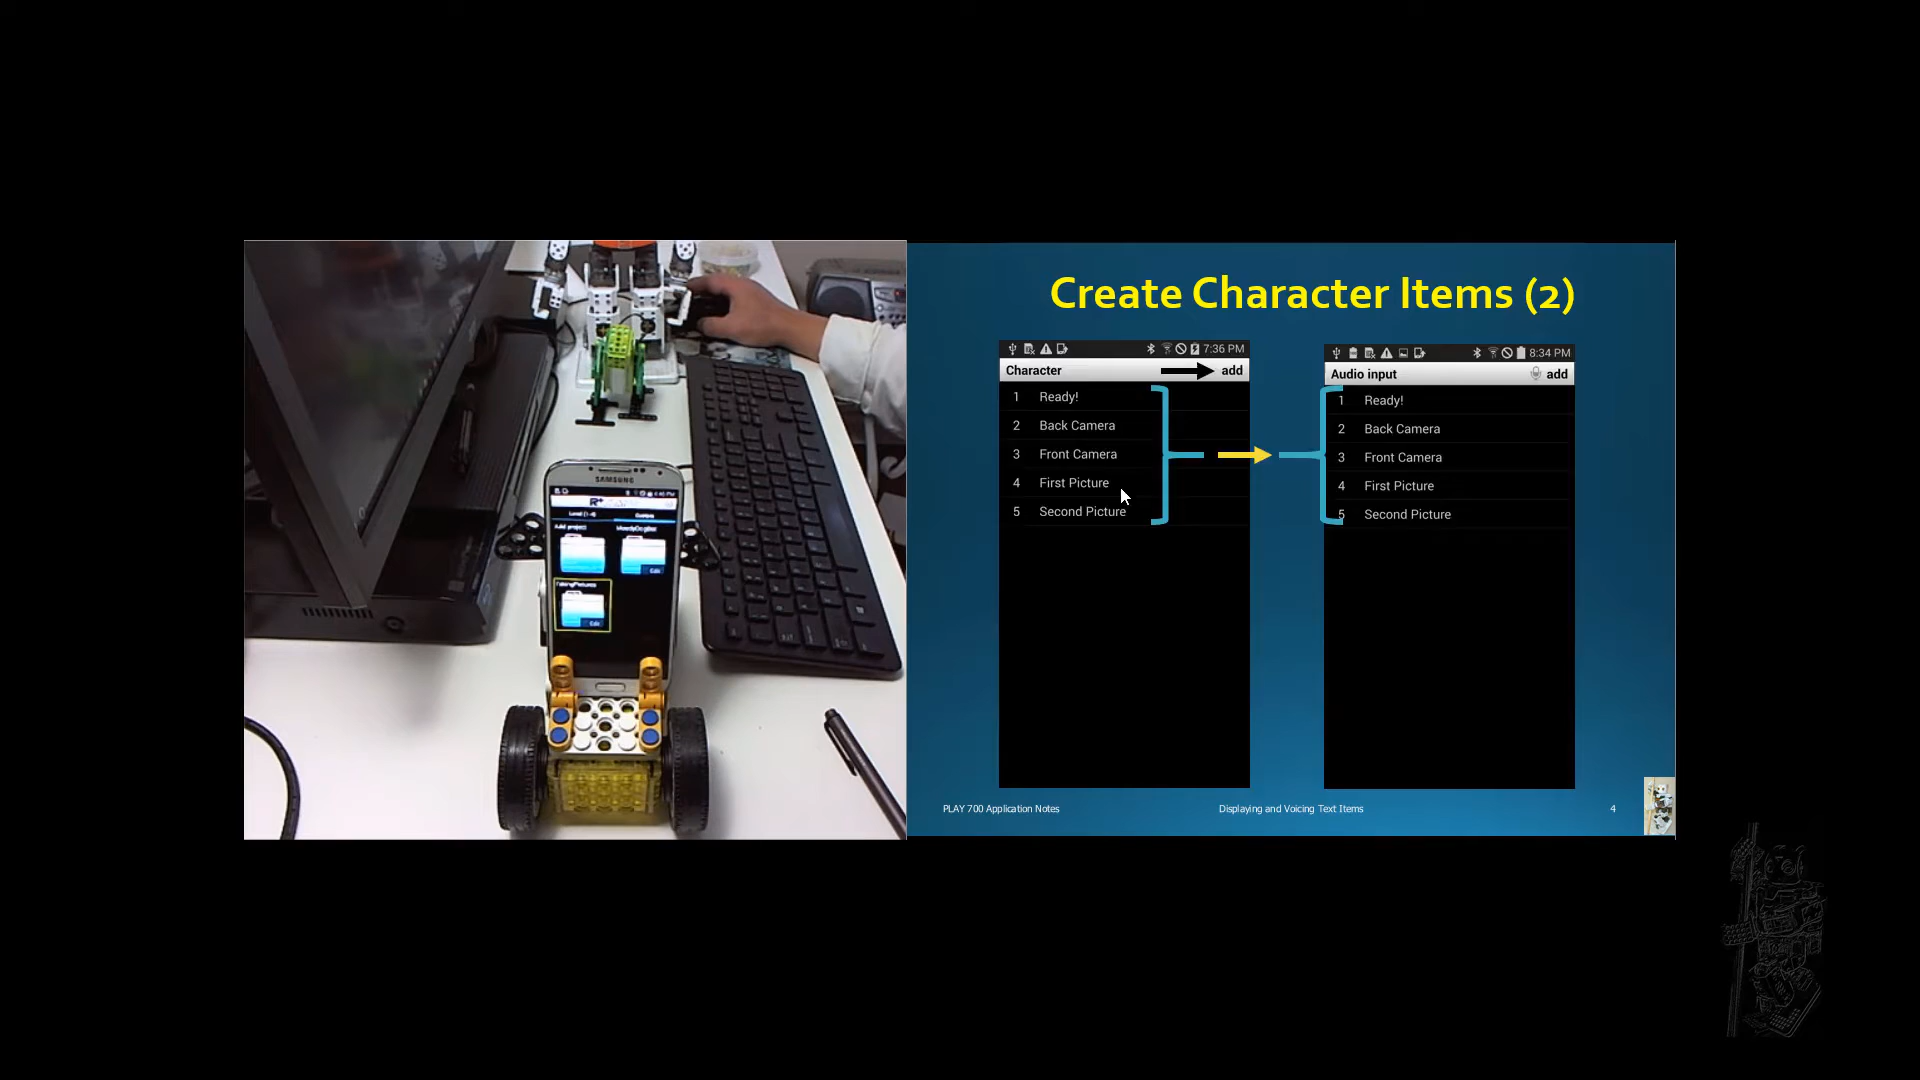 Create Character Items (2)
7:36 PM
Character
add
1 Ready!
2 Back Camera
3 Front Camera
4 First Picture
5 Second Picture
8:34 PM
Audio input
add
1 Ready!
2 Back Camera
3 Front Camera
4 First Picture
5 Second Picture
PLAY 700 Application Notes
Displaying and Voicing Text Items
4
SAMSUNG
R+
Edit
Edit